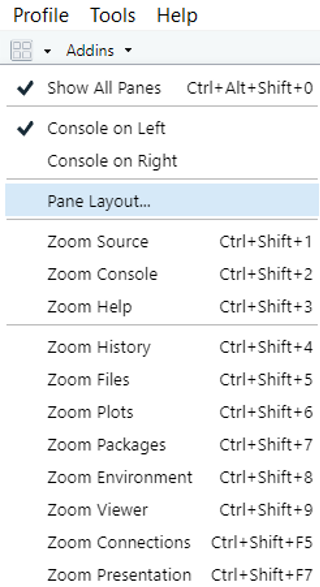 Profile Tools Help
Addins
Show All Panes Ctrl+Alt+Shift+0
Console on Left
Console on Right
Pane Layout...
Zoom Source Ctrl+Shift+1
Zoom Console Ctrl+Shift+2
Zoom Help Ctrl+Shift+3
Zoom History Ctrl+Shift+4
Zoom Files Ctrl+Shift+5
Zoom Plots Ctrl+Shift+6
Zoom Packages Ctrl+Shift+7
Zoom Environment Ctrl+Shift+8
Zoom Viewer Ctrl+Shift+9
Zoom Connections Ctrl+Shift+F5
Zoom Presentation Ctrl+Shift+F7